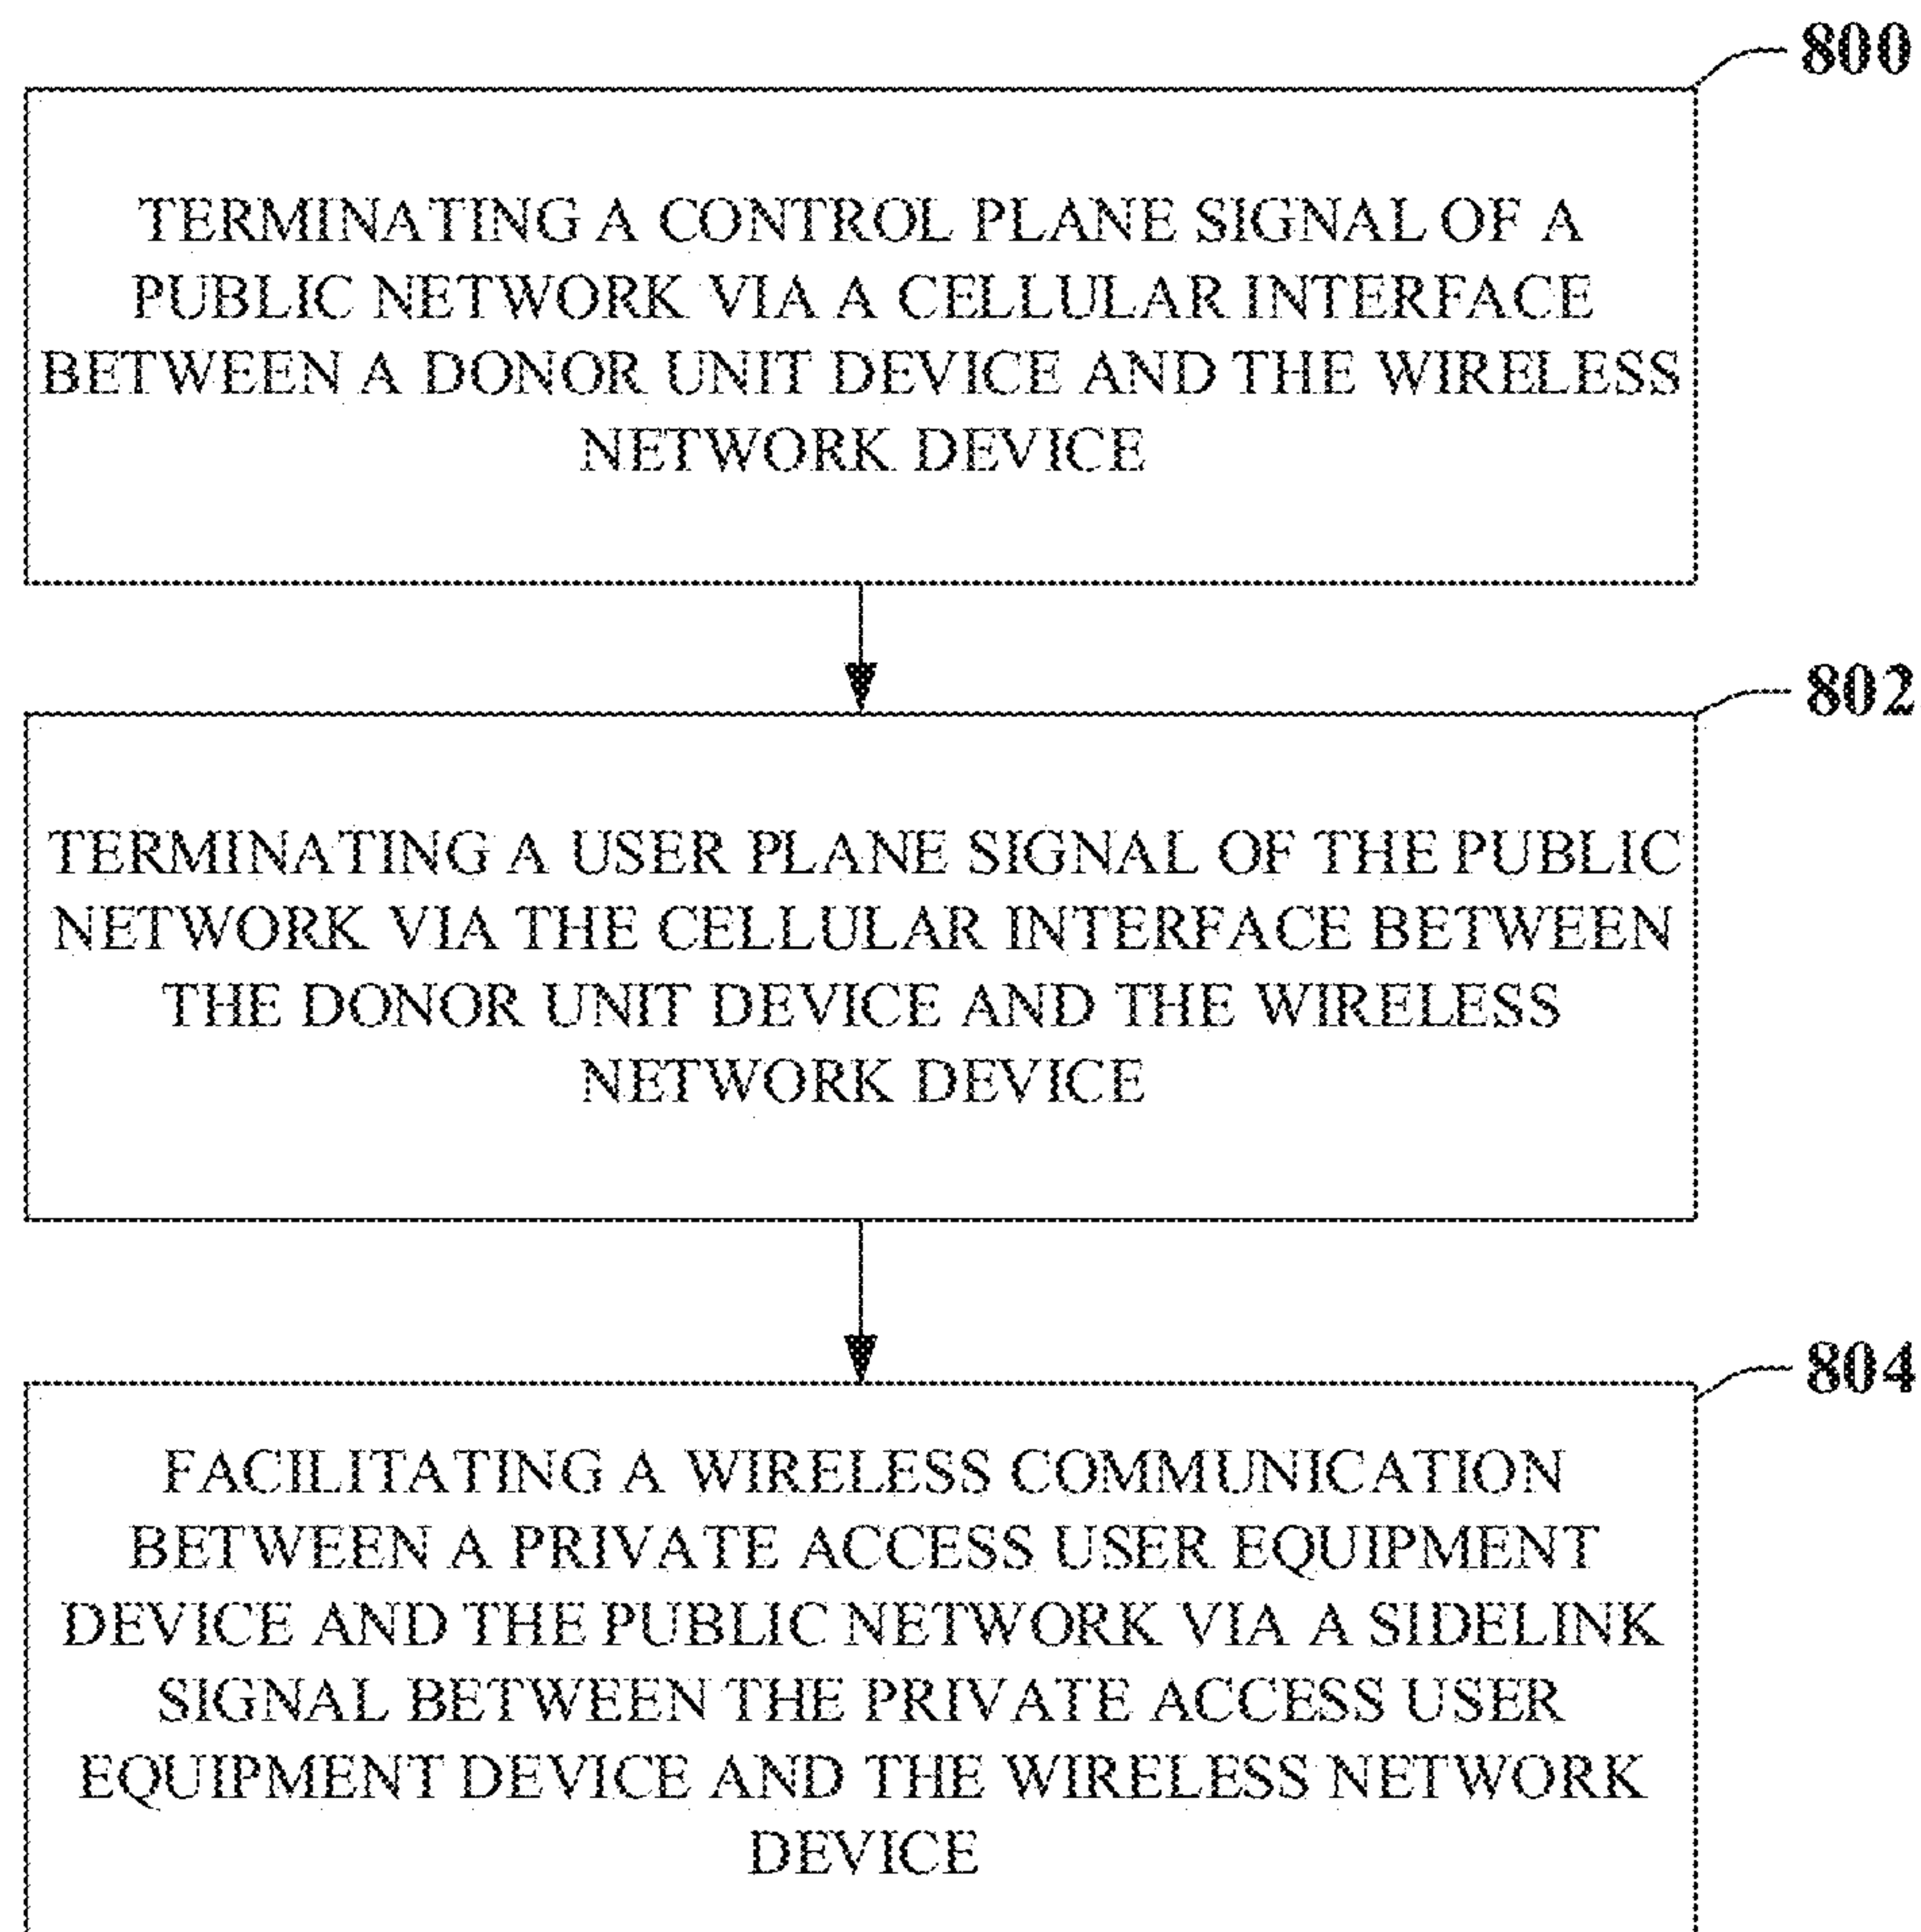 800
TERMINATING A CONTROL PLANE SIGNAL OF A
PUBLIC NETWORK VIA A CELLULAR INTERFACE
BETWEEN A DONOR UNIT DEVICE AND THE WIRELESS
NETWORK DEVICE
802
TERMINATING A USER PLANE SIGNAL OF THE PUBLIC
NETWORK VIA THE CELLULAR INTERFACE BETWEEN
THE DONOR UNIT DEVICE AND THE WIRELESS
NETWORK DEVICE
804
FACILITATING A WIRELESS COMMUNICATION
BETWEEN A PRIVATE ACCESS USER EQUIPMENT
DEVICE AND THE PUBLIC NETWORK VIA A SIDELINK
SIGNAL BETWEEN THE PRIVATE ACCESS USER
EQUIPMENT DEVICE AND THE WIRELESS NETWORK
DEVICE